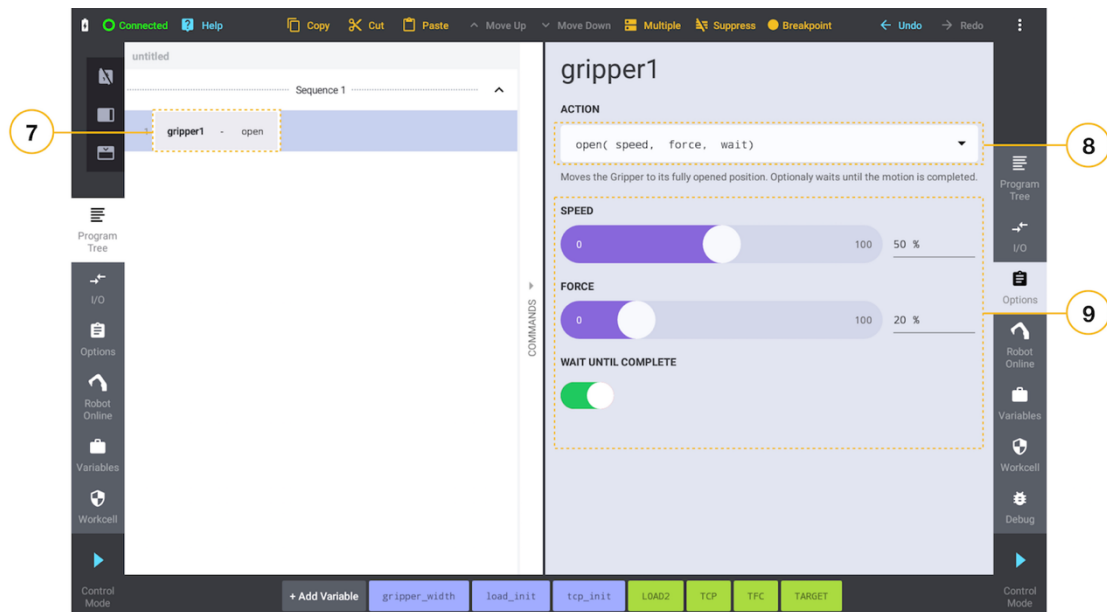 Connected Help Copy Cut Paste Move Up Move Down Multiple Suppress Breakpoint Undo Redo
untitled
Sequence 1
7
1 gripper1 - open
Program
Tree
I/O
Options
Robot
Online
Variables
Workcell
Control
Mode
COMMANDS
gripper1
ACTION
open( speed, force, wait)
8
Moves the Gripper to its fully opened position. Optionaly waits until the motion is completed.
SPEED
0 100 50 %
FORCE
0 100 20 %
9
WAIT UNTIL COMPLETE
Program
Tree
I/O
Options
Robot
Online
Variables
Workcell
Debug
Control
Mode
+ Add Variable gripper_width load_init tcp_init LOAD2 TCP TFC TARGET